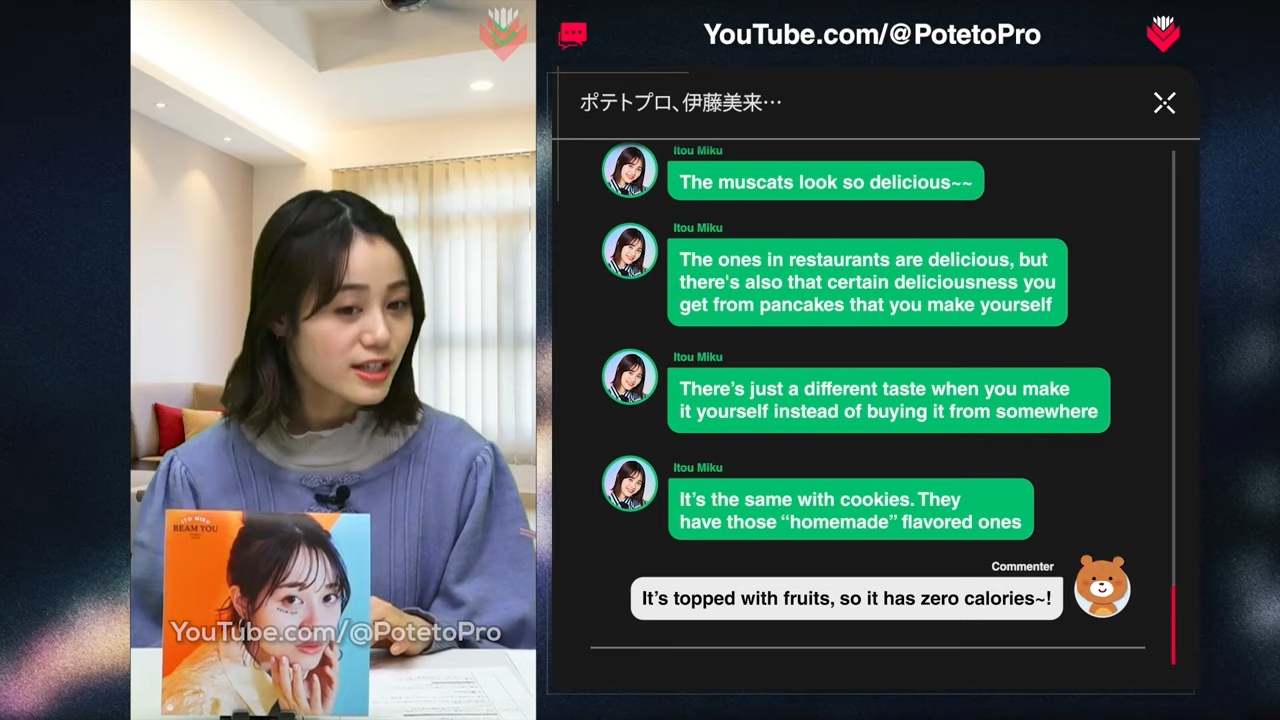 YouTube.com/@PotetoPro
ポテトプロ、伊藤美来…
Itou Miku
The muscats look so delicious~~
Itou Miku
The ones in restaurants are delicious, but
there's also that certain deliciousness you
get from pancakes that you make yourself
Itou Miku
There’s just a different taste when you make
it yourself instead of buying it from somewhere
Itou Miku
It’s the same with cookies. They
have those “homemade” flavored ones
Commenter
It’s topped with fruits, so it has zero calories~!
ITO MIKU
BEAM YOU
YouTube.com/@PotetoPro